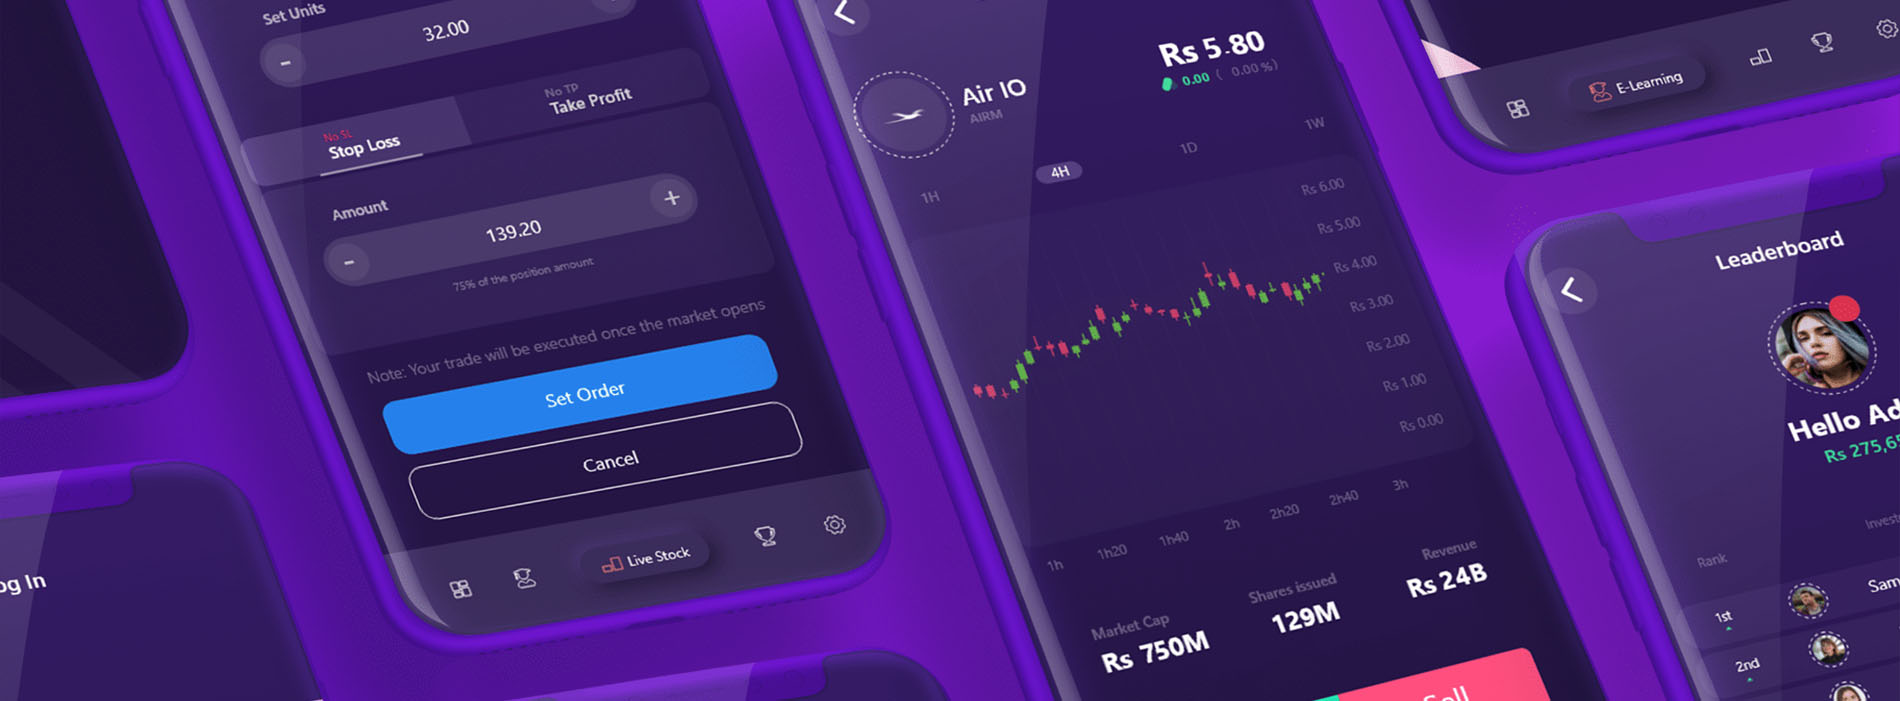 Set Units
-
32.00
No SL
Stop Loss
No TP
Take Profit
Amount
-
139.20
+
75% of the position amount
Note: Your trade will be executed once the market opens
Set Order
Cancel
Live Stock
og In
Air IO
AIRM
Rs 5.80
0.00 ( 0.00 %)
1H
4H
1D
1W
Rs 6.00
Rs 5.00
Rs 4.00
Rs 3.00
Rs 2.00
Rs 1.00
Rs 0.00
1h
1h20
1h40
2h
2h20
2h40
3h
Market Cap
Rs 750M
Shares issued
129M
Revenue
Rs 24B
Sell
E-Learning
Leaderboard
Hello Ad
Rs 275,65
Invest
Rank
1st
Sam
2nd